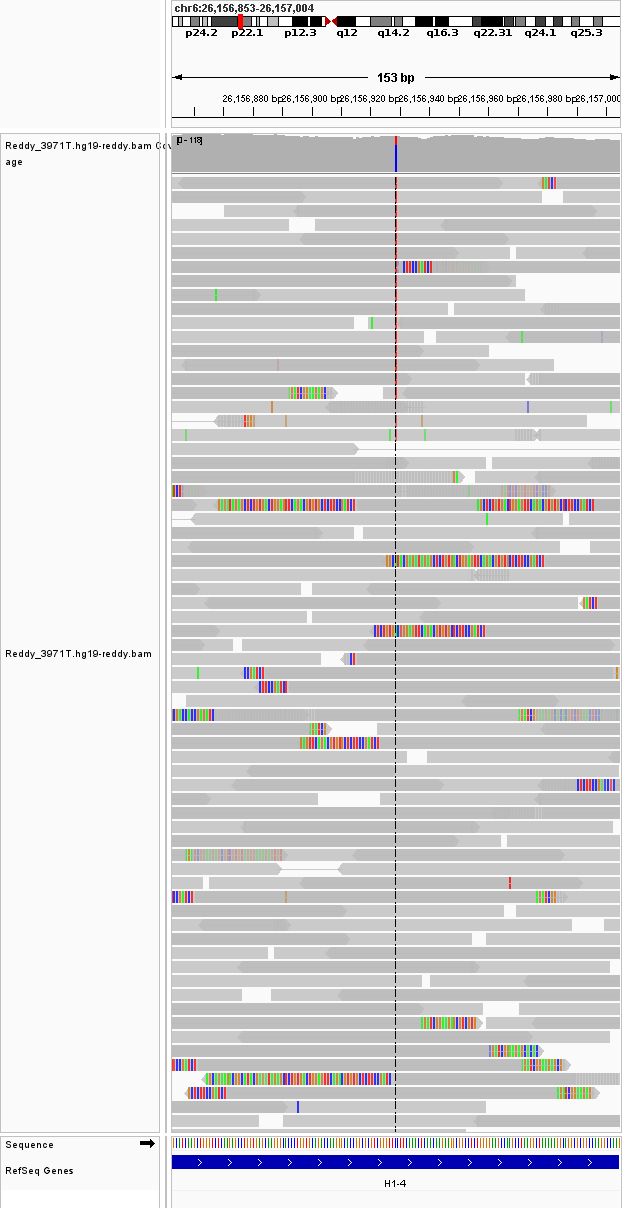 chr6:26,156,853-26,157,004
p24.2 p22.1 p12.3 q12 q14.2 q16.3 q22.31 q24.1 q25.3
153 bp
26,156,880 bp 26,156,900 bp 26,156,920 bp 26,156,940 bp 26,156,960 bp 26,156,980 bp 26,157,00
Reddy_3971T.hg19-reddy.bam Cov
age
[0 - 118]
Reddy_3971T.hg19-reddy.bam
Sequence
RefSeq Genes
H1-4